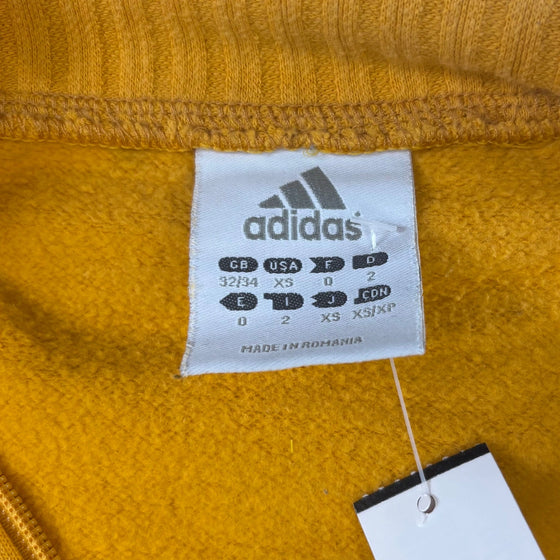 adidas
GB USA F D
32/34 XS 0 2
E I J CDN
0 2 XS XS/XP
MADE IN ROMANIA